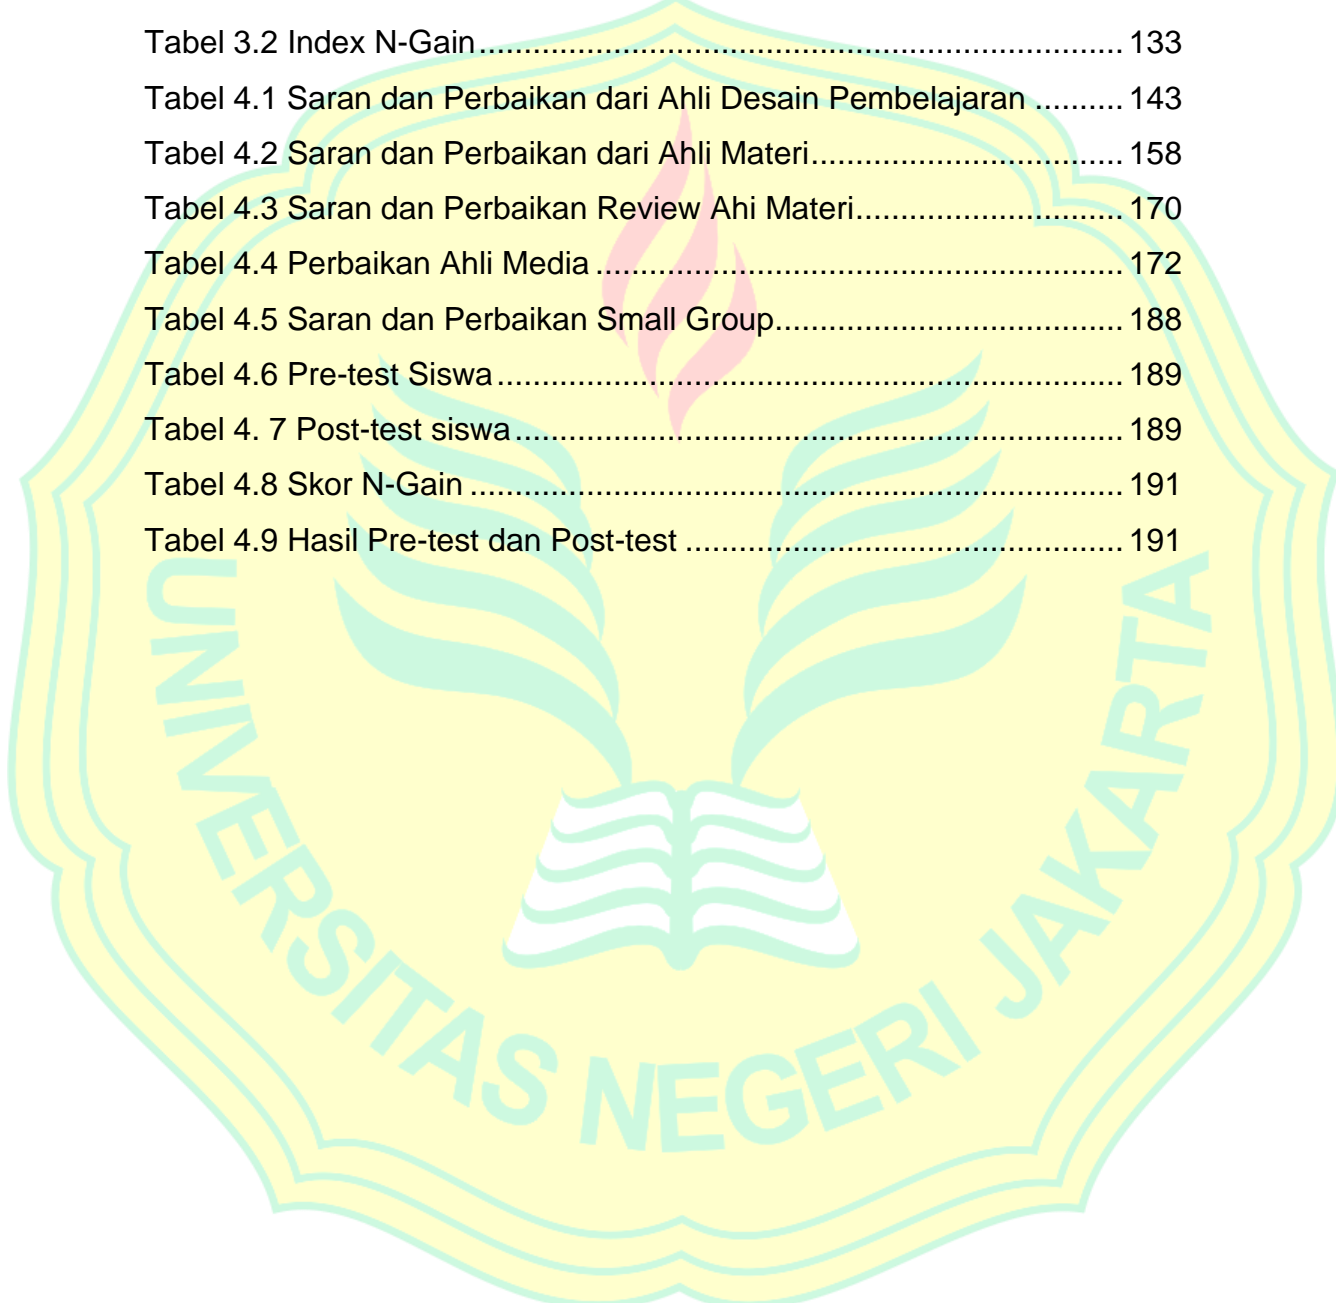 Tabel 3.2 Index N-Gain........................................................................ 133
Tabel 4.1 Saran dan Perbaikan dari Ahli Desain Pembelajaran .......... 143
Tabel 4.2 Saran dan Perbaikan dari Ahli Materi................................... 158
Tabel 4.3 Saran dan Perbaikan Review Ahi Materi.............................. 170
Tabel 4.4 Perbaikan Ahli Media ........................................................... 172
Tabel 4.5 Saran dan Perbaikan Small Group....................................... 188
Tabel 4.6 Pre-test Siswa...................................................................... 189
Tabel 4. 7 Post-test siswa.................................................................... 189
Tabel 4.8 Skor N-Gain ......................................................................... 191
Tabel 4.9 Hasil Pre-test dan Post-test ................................................. 191
UNIVERSITAS NEGERI JAKARTA